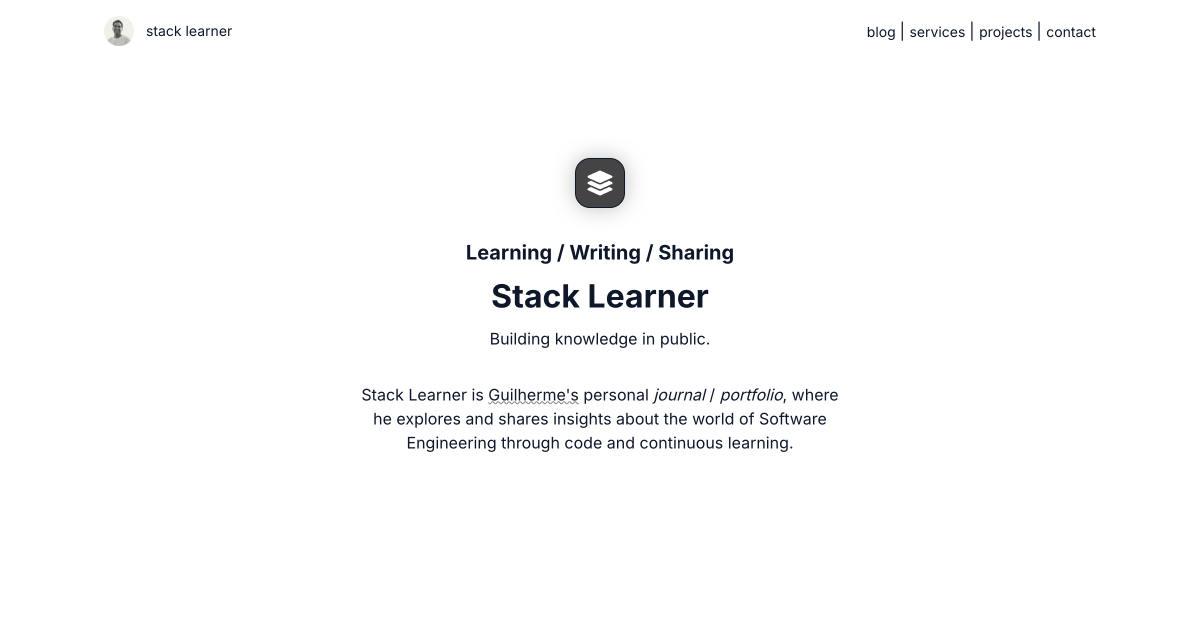 stack learner
blog | services | projects | contact
Learning / Writing / Sharing
Stack Learner
Building knowledge in public.
Stack Learner is Guilherme's personal journal / portfolio, where
he explores and shares insights about the world of Software
Engineering through code and continuous learning.